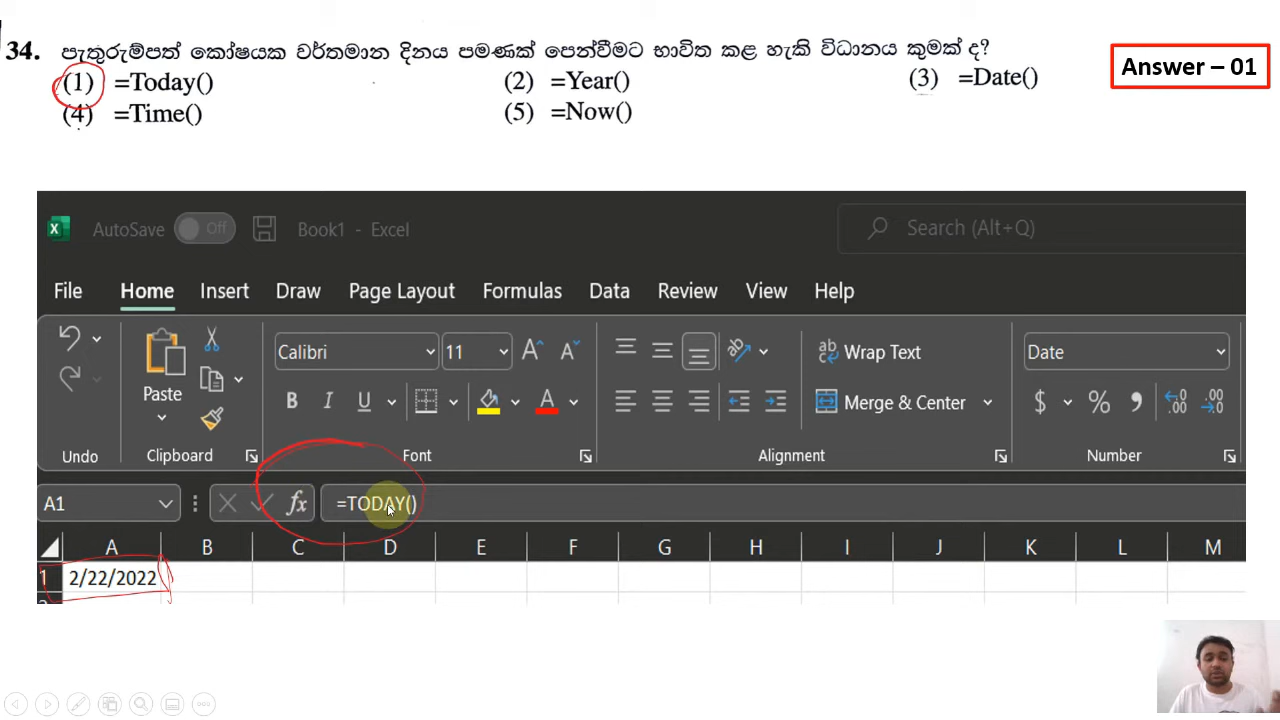 34. පැතුරුම්පත් කෝෂයක වර්තමාන දිනය පමණක් පෙන්වීමට භාවිත කළ හැකි විධානය කුමක් ද?
(1) =Today() (2) =Year() (3) =Date()
(4) =Time() (5) =Now()
Answer – 01
AutoSave Off Book1 - Excel Search (Alt+Q)
File Home Insert Draw Page Layout Formulas Data Review View Help
Calibri 11 A A ab Wrap Text Date
Paste B I U A Merge & Center $ % 9 .00 .00
Undo Clipboard Font Alignment Number
A1 fx =TODAY()
A B C D E F G H I J K L M
1 2/22/2022